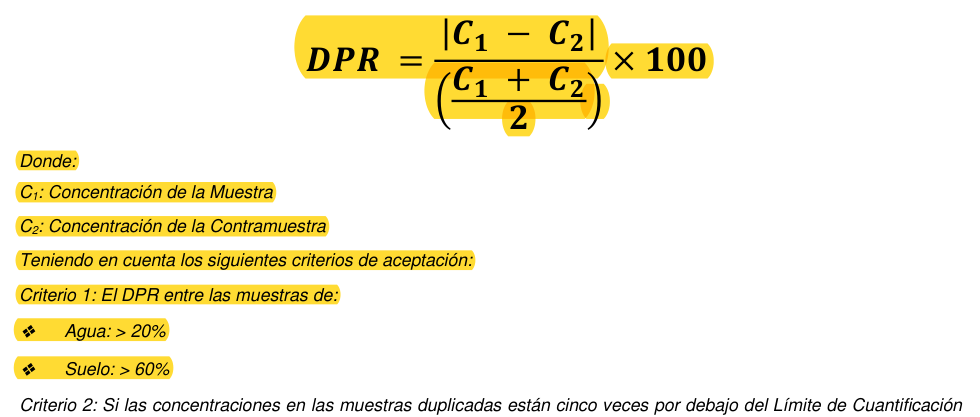 DPR = |C₁ − C₂| / ((C₁ + C₂) / 2) × 100
Donde:
C₁: Concentración de la Muestra
C₂: Concentración de la Contramuestra
Teniendo en cuenta los siguientes criterios de aceptación:
Criterio 1: El DPR entre las muestras de:
❖ Agua: > 20%
❖ Suelo: > 60%
Criterio 2: Si las concentraciones en las muestras duplicadas están cinco veces por debajo del Límite de Cuantificación